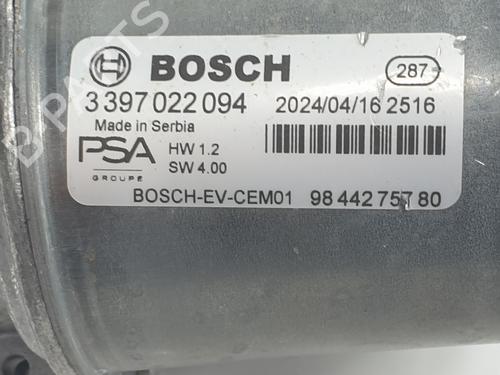 BOSCH
287
3 397 022 094 2024/04/16 2516
Made in Serbia
PSA
GROUPE
HW 1.2
SW 4.00
BOSCH-EV-CEM01 98 442 757 80
B-PARTS